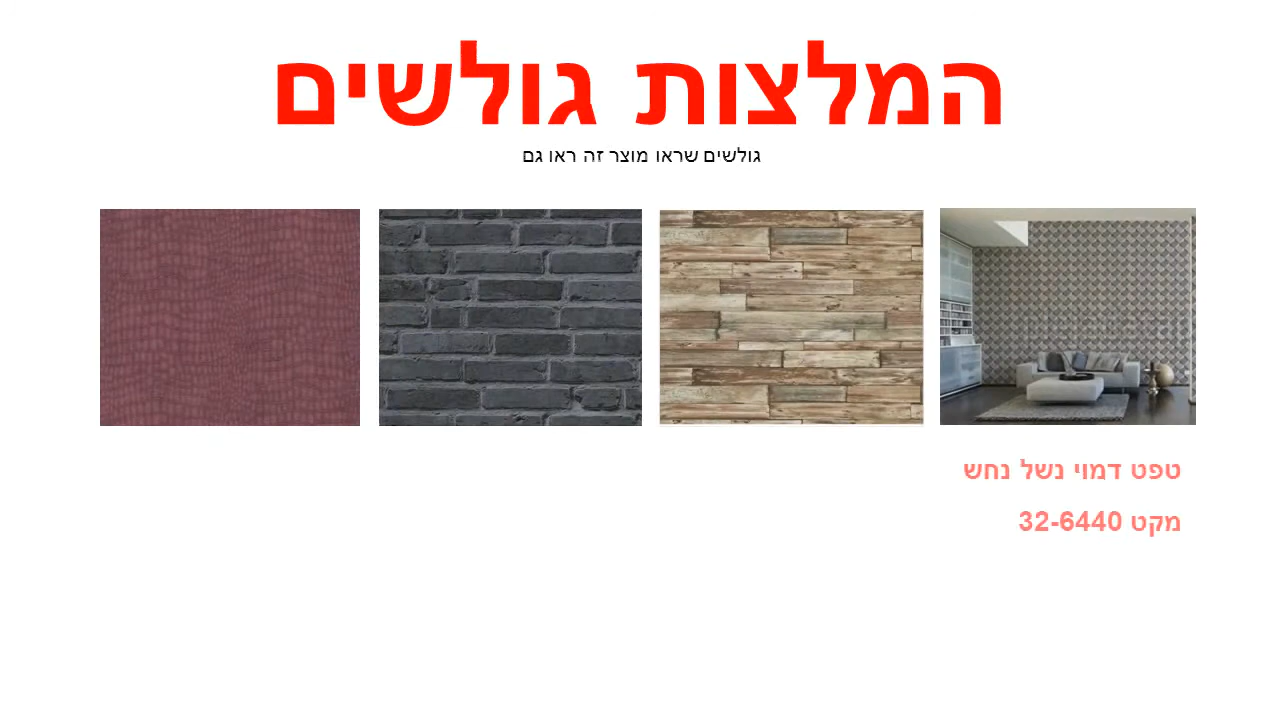 המלצות גולשים
גולשים שראו מוצר זה ראו גם
טפט דמוי נשל נחש
מקט 32-6440